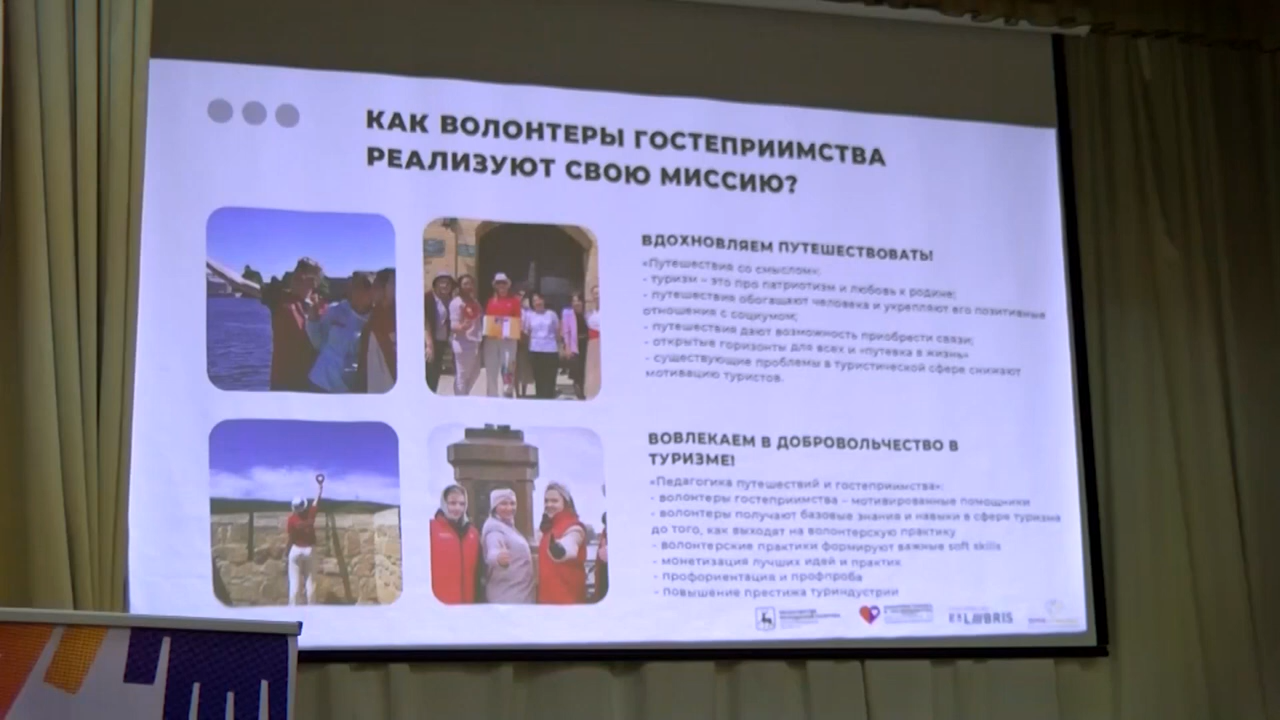 КАК ВОЛОНТЕРЫ ГОСТЕПРИИМСТВА
РЕАЛИЗУЮТ СВОЮ МИССИЮ?
ВДОХНОВЛЯЕМ ПУТЕШЕСТВОВАТЬ!
«Путешествия со смыслом»:
- туризм – это про патриотизм и любовь к родине;
- путешествия обогащают человека и укрепляют его позитивные
отношения с социумом;
- путешествия дают возможность приобрести связи;
- открытые горизонты для всех и «путевка в жизнь»
- существующие проблемы в туристической сфере снижают
мотивацию туристов.
ВОВЛЕКАЕМ В ДОБРОВОЛЬЧЕСТВО В
ТУРИЗМЕ!
«Педагогика путешествий и гостеприимства»:
- волонтеры гостеприимства – мотивированные помощники
- волонтеры получают базовые знания и навыки в сфере туризма
до того, как выходят на волонтерскую практику
- волонтерские практики формируют важные soft skills
- монетизация лучших идей и практик
- профориентация и профпроба
- повышение престижа туриндустрии